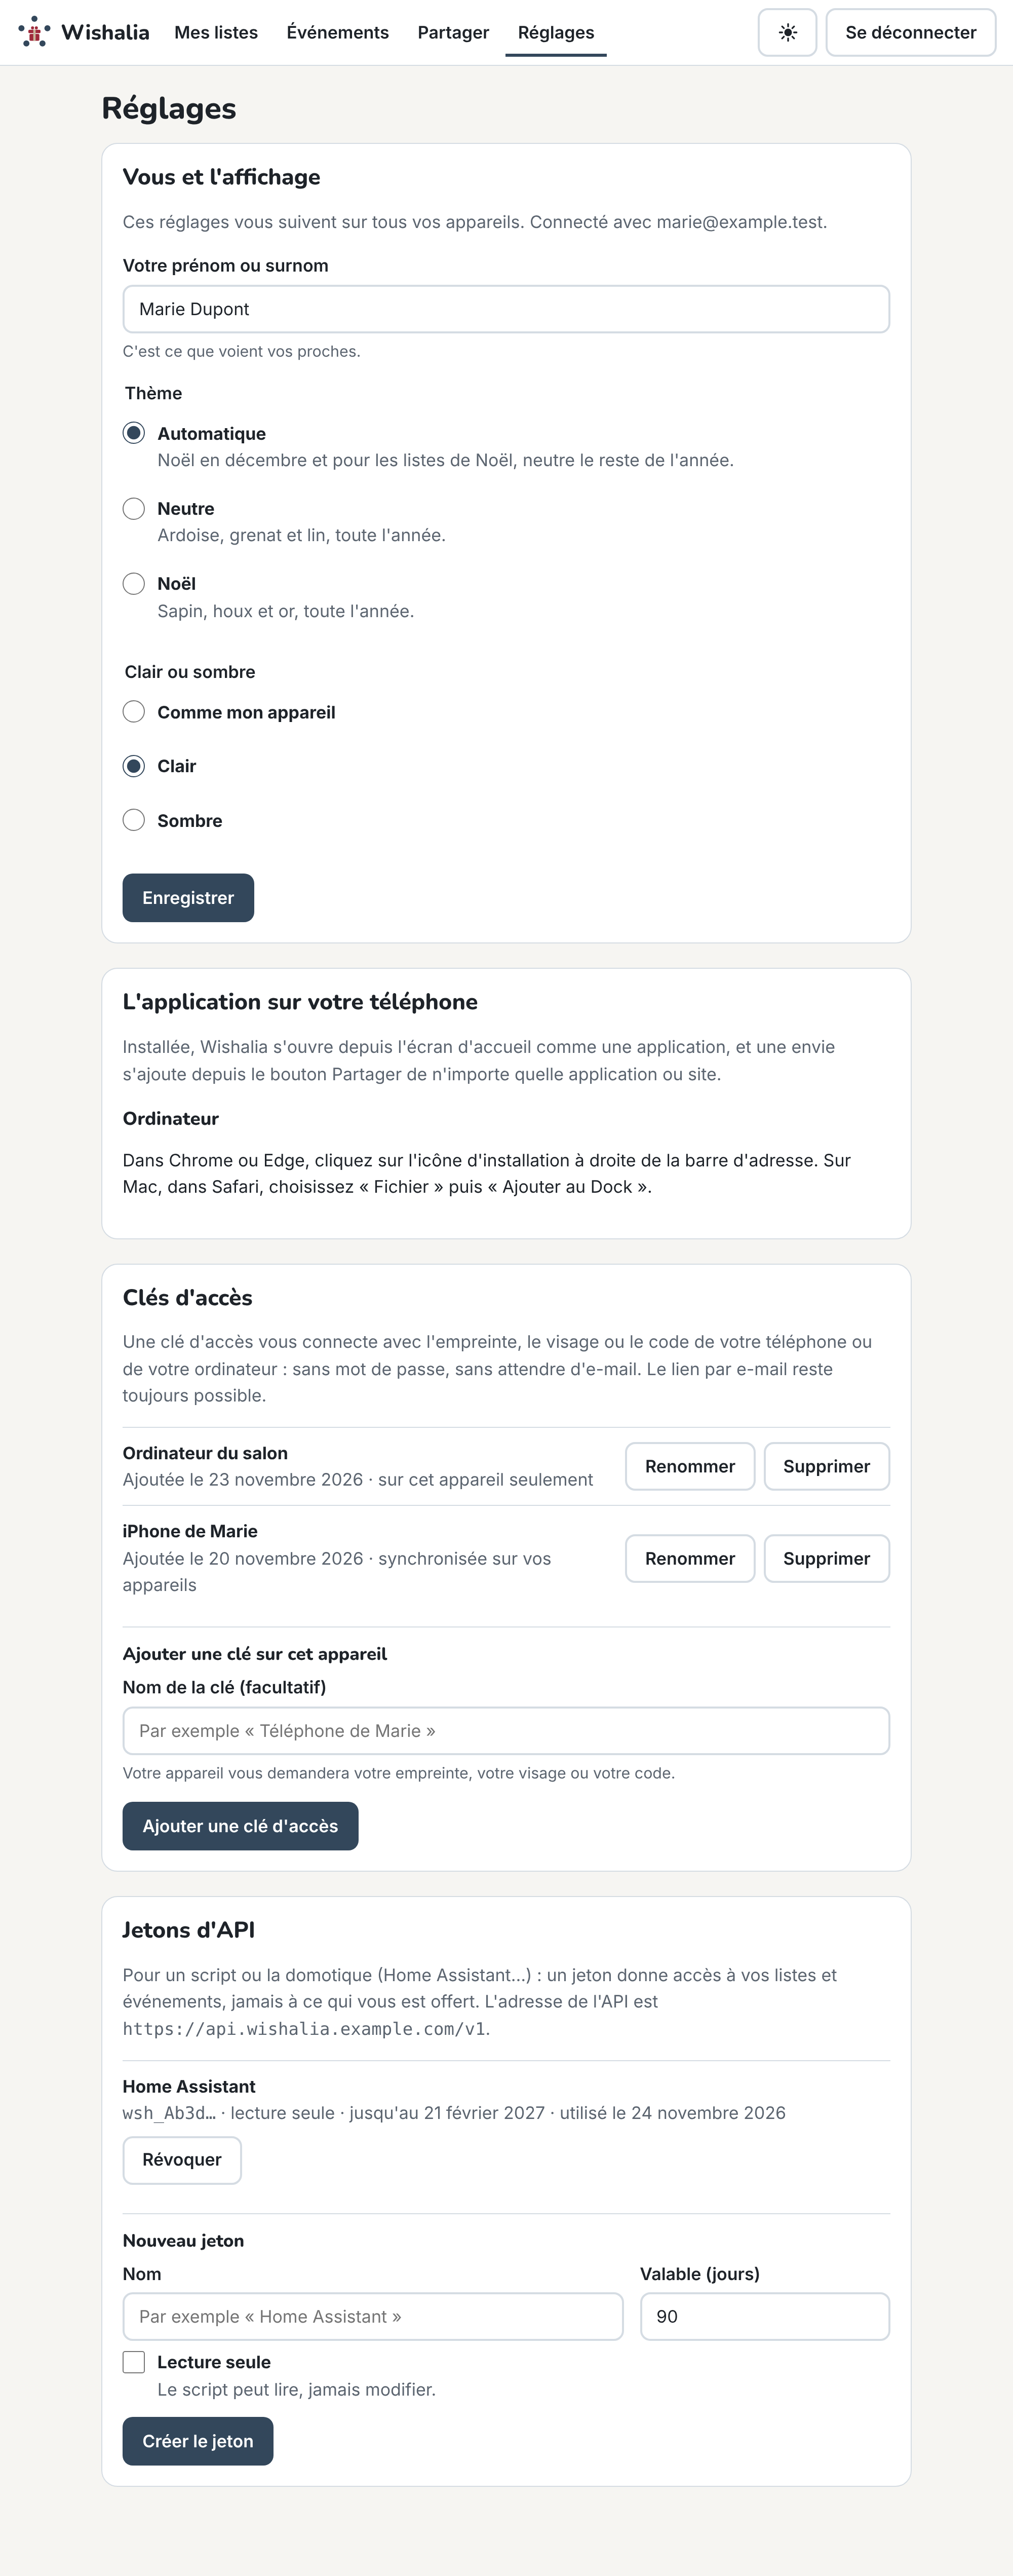 Wishalia
Mes listes
Événements
Partager
Réglages
Se déconnecter
Réglages
Vous et l'affichage
Ces réglages vous suivent sur tous vos appareils. Connecté avec marie@example.test.
Votre prénom ou surnom
Marie Dupont
C'est ce que voient vos proches.
Thème
Automatique
Noël en décembre et pour les listes de Noël, neutre le reste de l'année.
Neutre
Ardoise, grenat et lin, toute l'année.
Noël
Sapin, houx et or, toute l'année.
Clair ou sombre
Comme mon appareil
Clair
Sombre
Enregistrer
L'application sur votre téléphone
Installée, Wishalia s'ouvre depuis l'écran d'accueil comme une application, et une envie
s'ajoute depuis le bouton Partager de n'importe quelle application ou site.
Ordinateur
Dans Chrome ou Edge, cliquez sur l'icône d'installation à droite de la barre d'adresse. Sur
Mac, dans Safari, choisissez « Fichier » puis « Ajouter au Dock ».
Clés d'accès
Une clé d'accès vous connecte avec l'empreinte, le visage ou le code de votre téléphone ou
de votre ordinateur : sans mot de passe, sans attendre d'e-mail. Le lien par e-mail reste
toujours possible.
Ordinateur du salon
Ajoutée le 23 novembre 2026 · sur cet appareil seulement
Renommer
Supprimer
iPhone de Marie
Ajoutée le 20 novembre 2026 · synchronisée sur vos
appareils
Renommer
Supprimer
Ajouter une clé sur cet appareil
Nom de la clé (facultatif)
Par exemple « Téléphone de Marie »
Votre appareil vous demandera votre empreinte, votre visage ou votre code.
Ajouter une clé d'accès
Jetons d'API
Pour un script ou la domotique (Home Assistant…) : un jeton donne accès à vos listes et
événements, jamais à ce qui vous est offert. L'adresse de l'API est
https://api.wishalia.example.com/v1.
Home Assistant
wsh_Ab3d… · lecture seule · jusqu'au 21 février 2027 · utilisé le 24 novembre 2026
Révoquer
Nouveau jeton
Nom
Valable (jours)
Par exemple « Home Assistant »
90
Lecture seule
Le script peut lire, jamais modifier.
Créer le jeton